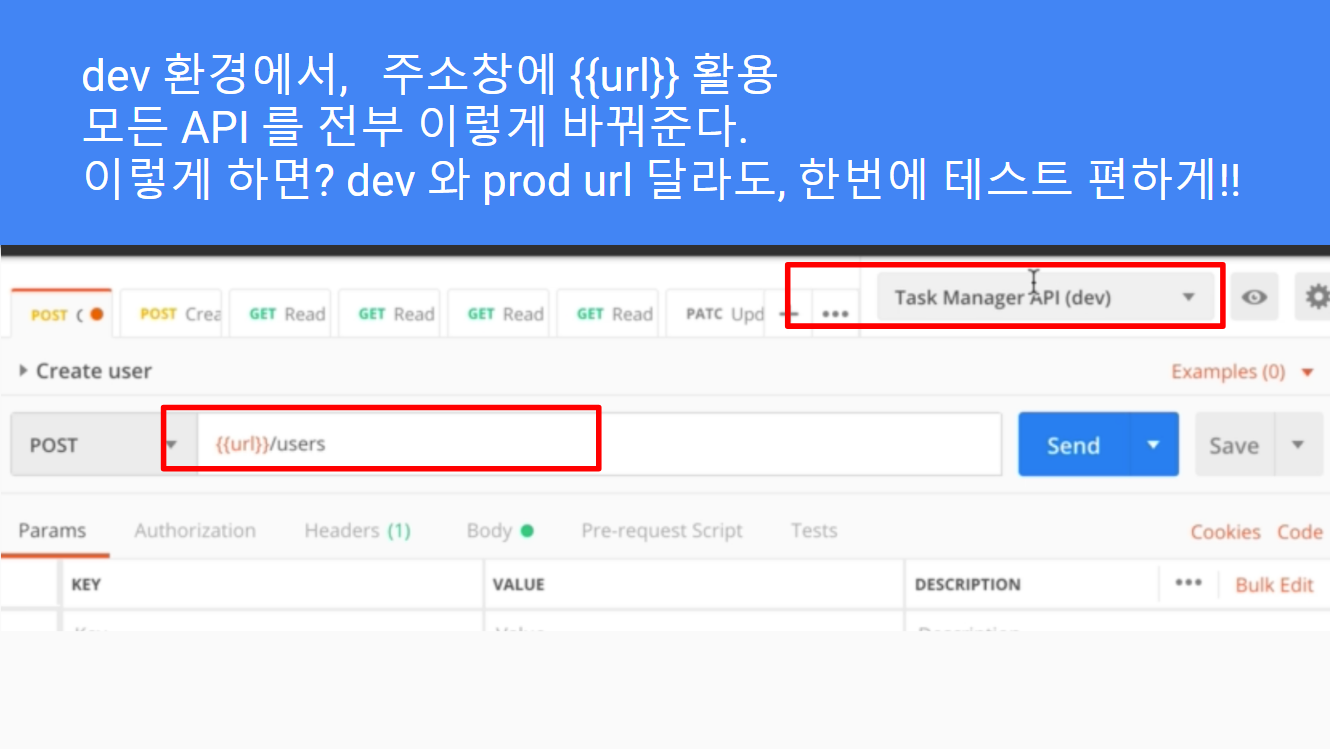 dev 환경에서, 주소창에 {{url}} 활용
모든 API 를 전부 이렇게 바꿔준다.
이렇게 하면? dev 와 prod url 달라도, 한번에 테스트 편하게!!
POST POST Crea GET Read GET Read GET Read GET Read PATC Upd + ••• Task Manager API (dev)
Create user Examples (0)
POST {{url}}/users Send Save
Params Authorization Headers (1) Body Pre-request Script Tests Cookies Code
KEY VALUE DESCRIPTION ••• Bulk Edit
Key Value Description